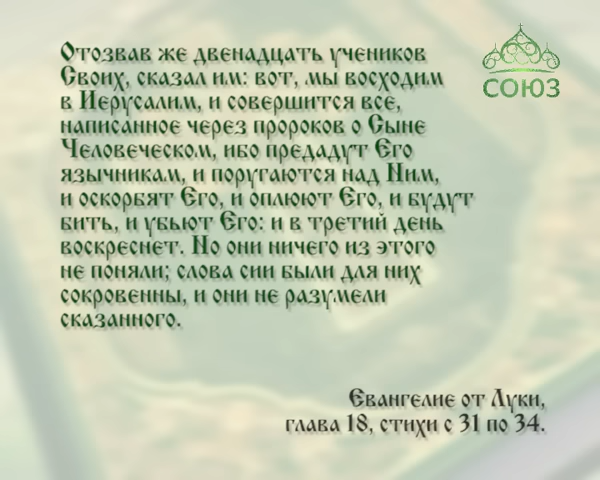 СОЮЗ
Отозвав же двенадцать учеников
Своих, сказал им: вот, мы восходим
в Иерусалим, и совершится все,
написанное через пророков о Сыне
Человеческом, ибо предадут Его
язычникам, и поругаются над Ним,
и оскорбят Его, и оплюют Его, и будут
бить, и убьют Его: и в третий день
воскреснет. Но они ничего из этого
не поняли; слова сии были для них
сокровенны, и они не разумели
сказанного.
Евангелие от Луки,
глава 18, стихи с 31 по 34.